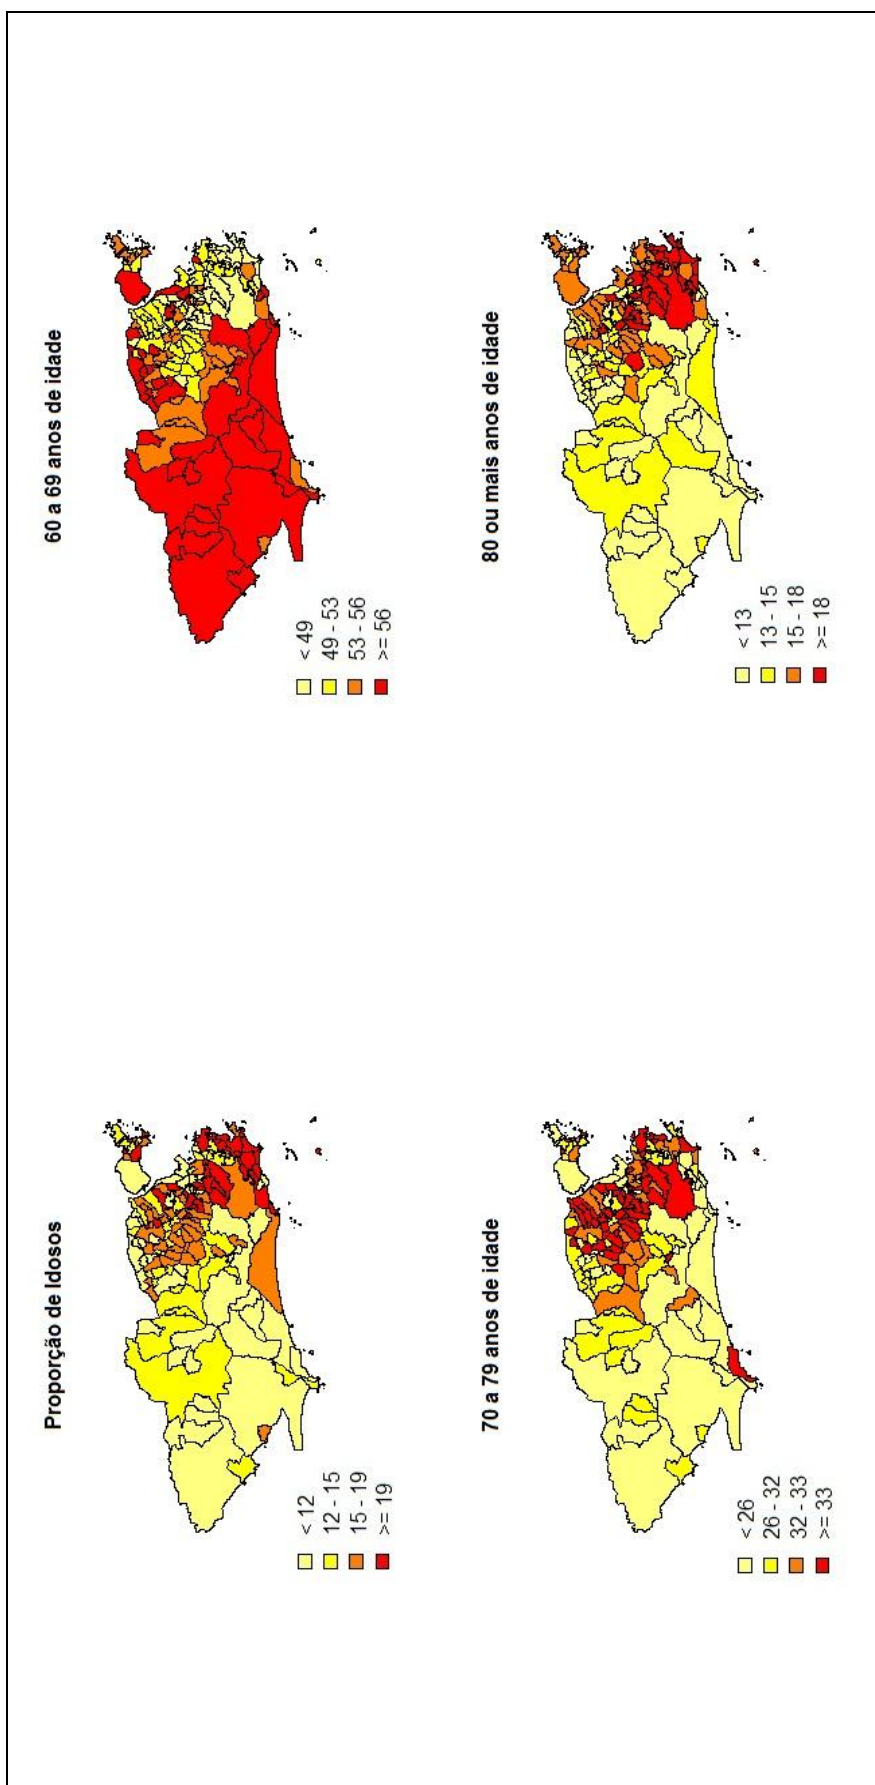 Proporção de Idosos
< 12
12 - 15
15 - 19
>= 19
60 a 69 anos de idade
< 49
49 - 53
53 - 56
>= 56
70 a 79 anos de idade
< 26
26 - 32
32 - 33
>= 33
80 ou mais anos de idade
< 13
13 - 15
15 - 18
>= 18